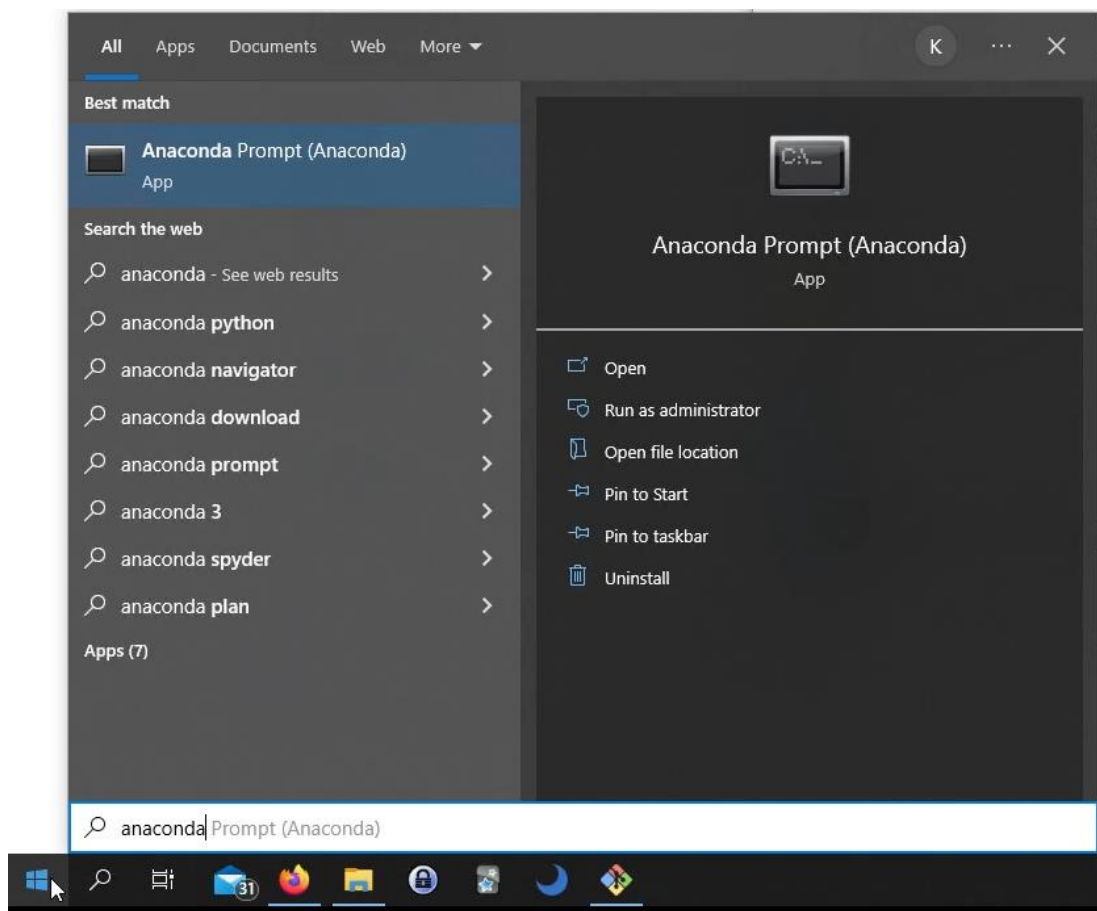 All Apps Documents Web More K ...
Best match
Anaconda Prompt (Anaconda)
App
Search the web
anaconda - See web results
anaconda python
anaconda navigator
anaconda download
anaconda prompt
anaconda 3
anaconda spyder
anaconda plan
Apps (7)
C:\_
Anaconda Prompt (Anaconda)
App
Open
Run as administrator
Open file location
Pin to Start
Pin to taskbar
Uninstall
anaconda Prompt (Anaconda)
31